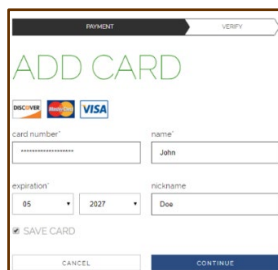 PAYMENT VERIFY
ADD CARD
DISCOVER MasterCard VISA
card number* name*
****************** John
expiration* nickname
05 2027 Doe
SAVE CARD
CANCEL CONTINUE